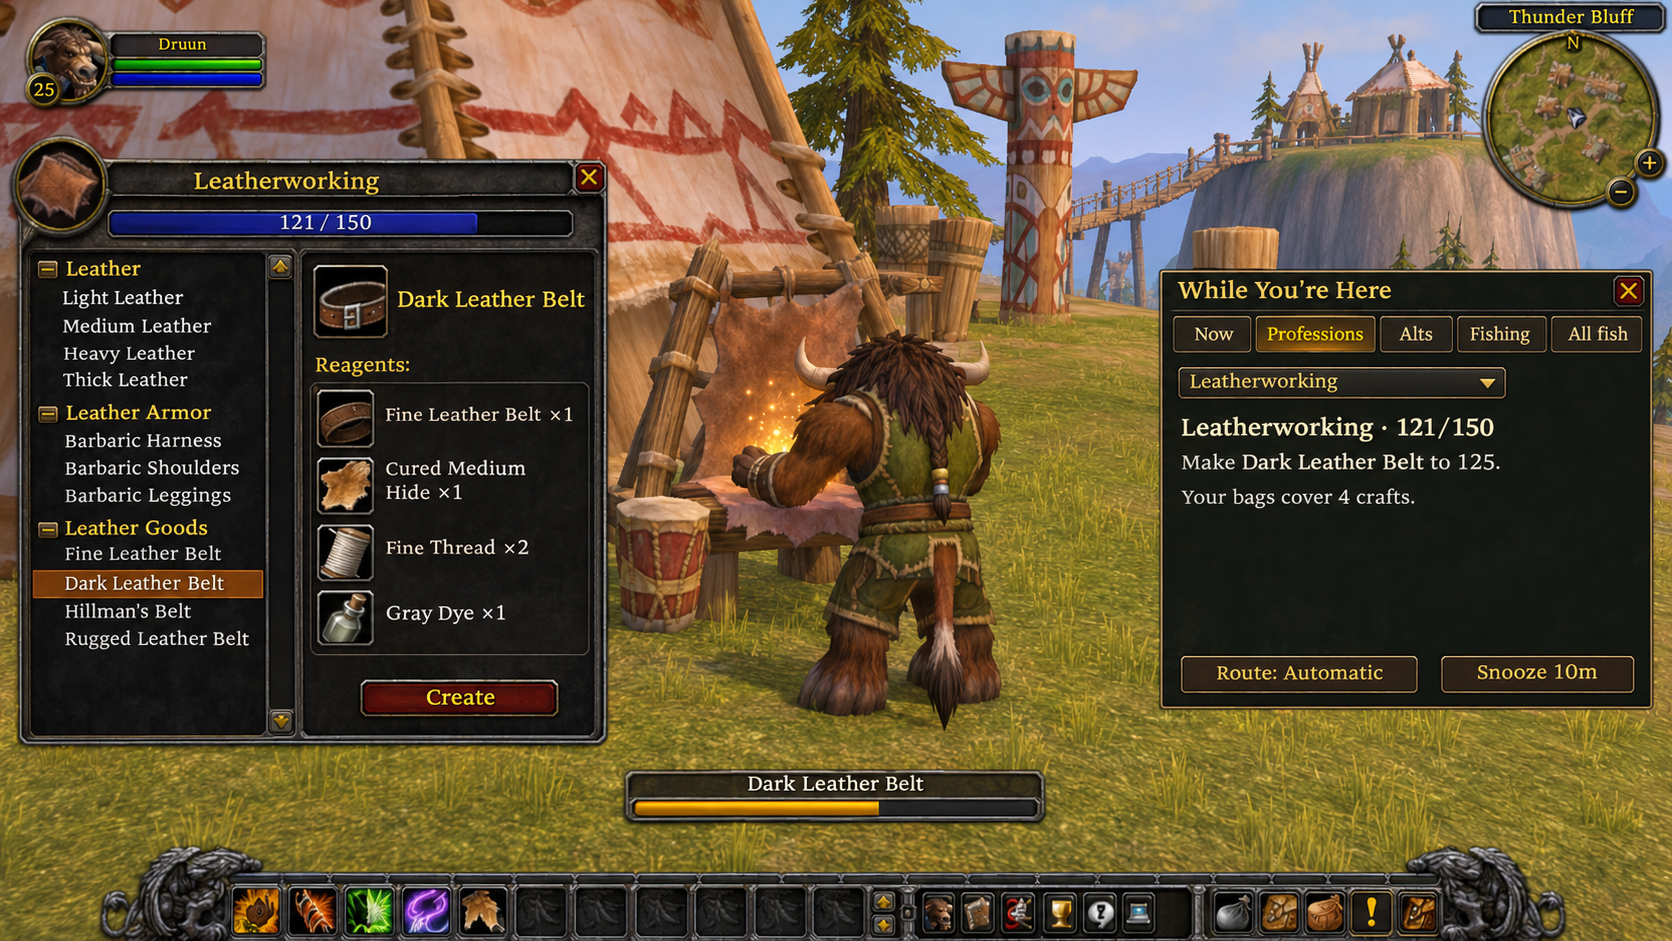 Druun
25
Thunder Bluff
N
Leatherworking
121 / 150
Leather
Light Leather
Medium Leather
Heavy Leather
Thick Leather
Leather Armor
Barbaric Harness
Barbaric Shoulders
Barbaric Leggings
Leather Goods
Fine Leather Belt
Dark Leather Belt
Hillman's Belt
Rugged Leather Belt
Dark Leather Belt
Reagents:
Fine Leather Belt ×1
Cured Medium
Hide ×1
Fine Thread ×2
Gray Dye ×1
Create
While You're Here
Now Professions Alts Fishing All fish
Leatherworking
Leatherworking · 121/150
Make Dark Leather Belt to 125.
Your bags cover 4 crafts.
Route: Automatic
Snooze 10m
Dark Leather Belt